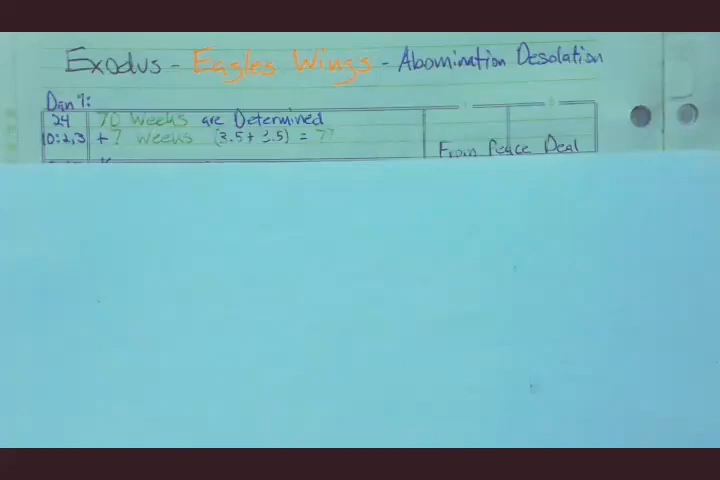 Exodus - Eagles Wings - Abomination Desolation
Dan 9:
24 70 Weeks are Determined
10:2,3 + 7 weeks (3.5 + 3.5) = 77
From Peace Deal